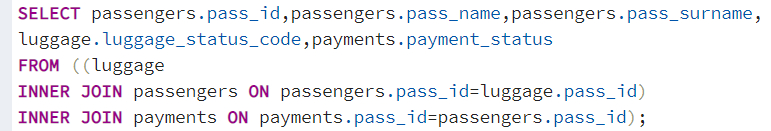 SELECT passengers.pass_id,passengers.pass_name,passengers.pass_surname,
luggage.luggage_status_code,payments.payment_status
FROM ((luggage
INNER JOIN passengers ON passengers.pass_id=luggage.pass_id)
INNER JOIN payments ON payments.pass_id=passengers.pass_id);